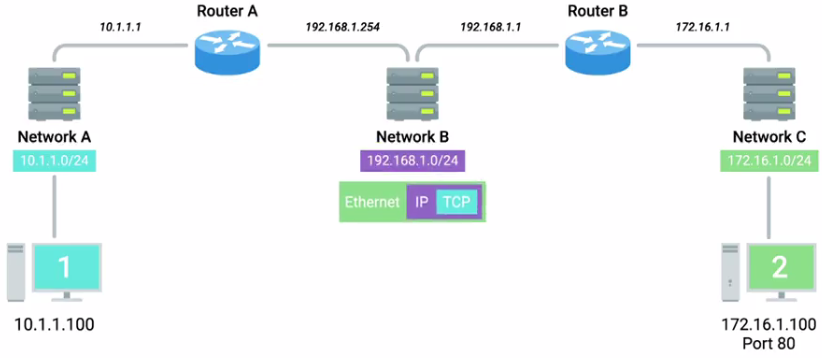 Router A
Router B
10.1.1.1
192.168.1.254
192.168.1.1
172.16.1.1
Network A
Network B
Network C
10.1.1.0/24
192.168.1.0/24
172.16.1.0/24
Ethernet IP TCP
1
2
10.1.1.100
172.16.1.100
Port 80